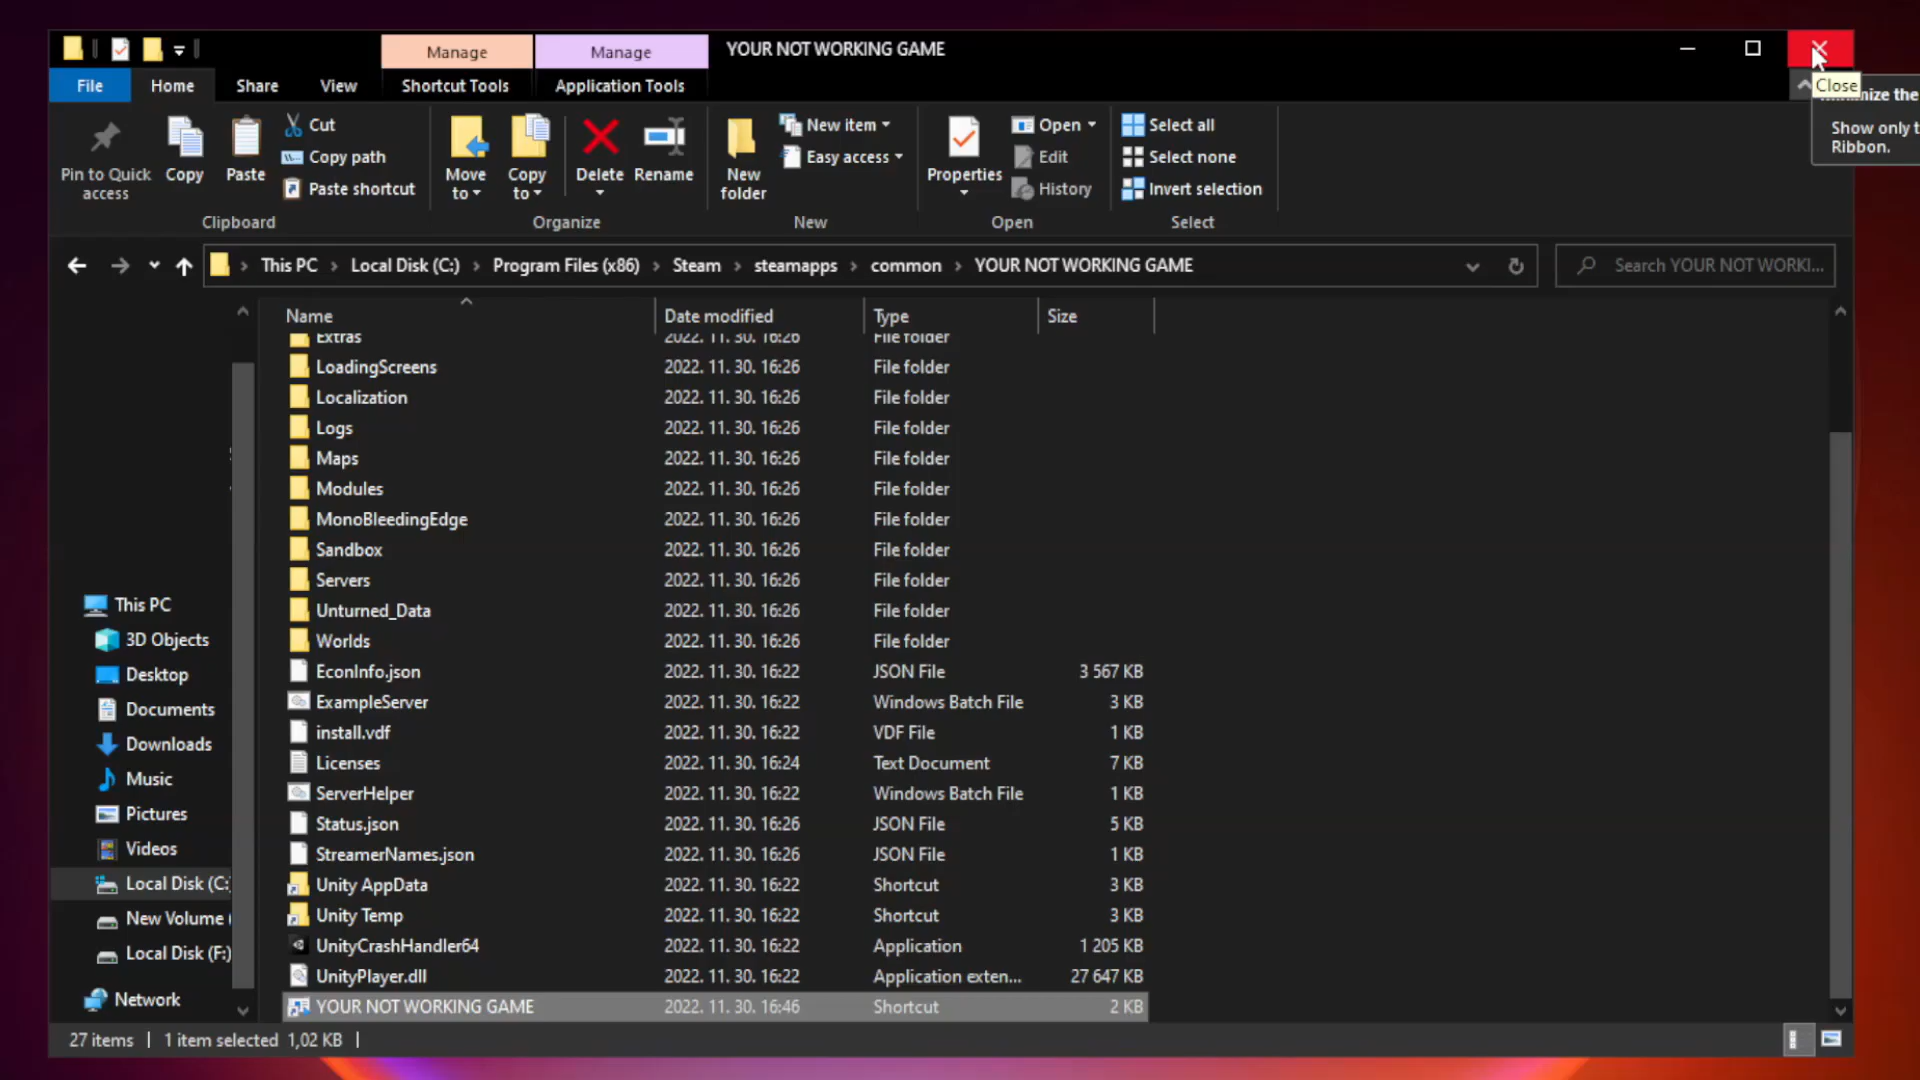 Manage
Manage
YOUR NOT WORKING GAME
File
Home
Share
View
Shortcut Tools
Application Tools
Close
the
Show only t
Ribbon.
Pin to Quick
access
Copy
Paste
Cut
Copy path
Paste shortcut
Clipboard
Move
to
Copy
to
Delete
Rename
Organize
New
folder
New item
Easy access
New
Properties
Open
Edit
History
Open
Select all
Select none
Invert selection
Select
This PC
Local Disk (C:)
Program Files (x86)
Steam
steamapps
common
YOUR NOT WORKING GAME
Search YOUR NOT WORKI...
Name
Date modified
Type
Size
Extras 2022. 11. 30. 16:26 File folder
LoadingScreens 2022. 11. 30. 16:26 File folder
Localization 2022. 11. 30. 16:26 File folder
Logs 2022. 11. 30. 16:26 File folder
Maps 2022. 11. 30. 16:26 File folder
Modules 2022. 11. 30. 16:26 File folder
MonoBleedingEdge 2022. 11. 30. 16:26 File folder
Sandbox 2022. 11. 30. 16:26 File folder
Servers 2022. 11. 30. 16:26 File folder
Unturned_Data 2022. 11. 30. 16:26 File folder
Worlds 2022. 11. 30. 16:26 File folder
EconInfo.json 2022. 11. 30. 16:22 JSON File 3 567 KB
ExampleServer 2022. 11. 30. 16:22 Windows Batch File 3 KB
install.vdf 2022. 11. 30. 16:22 VDF File 1 KB
Licenses 2022. 11. 30. 16:24 Text Document 7 KB
ServerHelper 2022. 11. 30. 16:22 Windows Batch File 1 KB
Status.json 2022. 11. 30. 16:26 JSON File 5 KB
StreamerNames.json 2022. 11. 30. 16:26 JSON File 1 KB
Unity AppData 2022. 11. 30. 16:22 Shortcut 3 KB
Unity Temp 2022. 11. 30. 16:22 Shortcut 3 KB
UnityCrashHandler64 2022. 11. 30. 16:22 Application 1 205 KB
UnityPlayer.dll 2022. 11. 30. 16:22 Application exten... 27 647 KB
YOUR NOT WORKING GAME 2022. 11. 30. 16:46 Shortcut 2 KB
This PC
3D Objects
Desktop
Documents
Downloads
Music
Pictures
Videos
Local Disk (C:
New Volume (
Local Disk (F:)
Network
27 items
1 item selected 1,02 KB